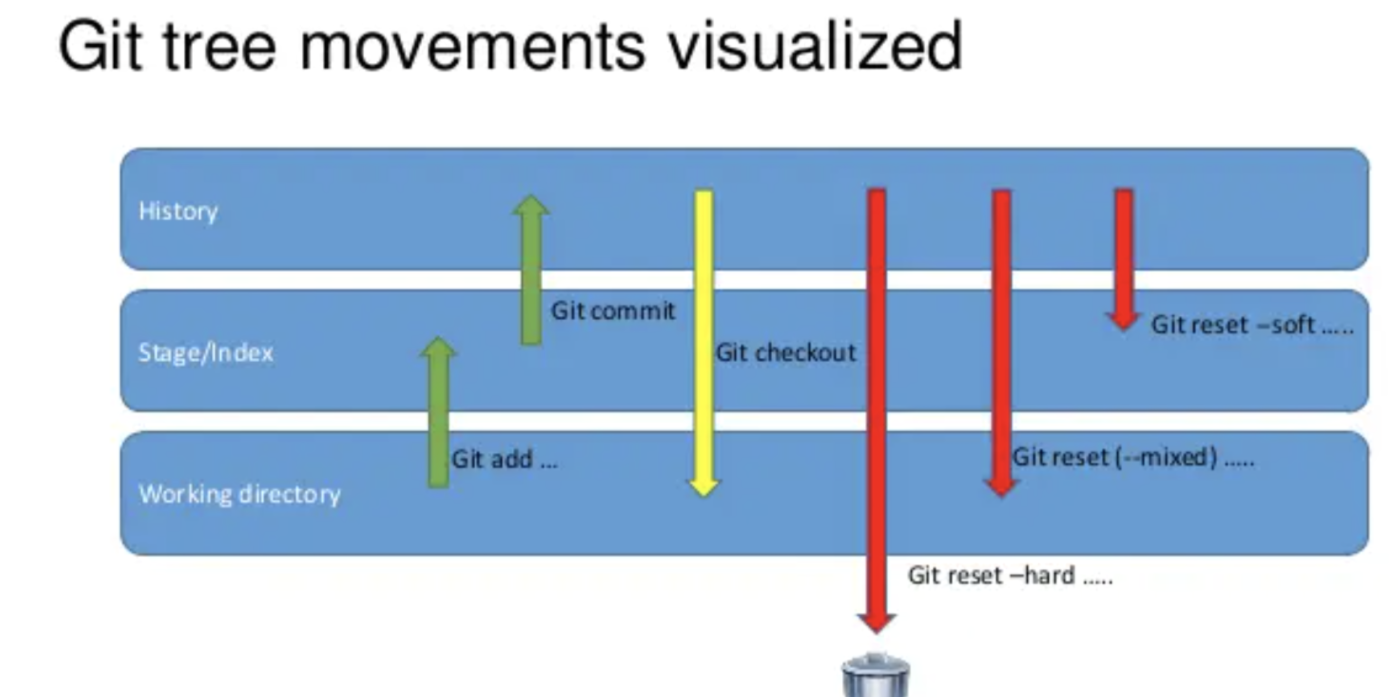 Git tree movements visualized
History
Git commit
Stage/Index
Git checkout
Git reset –soft .....
Git add ...
Git reset (--mixed) .....
Working directory
Git reset –hard .....